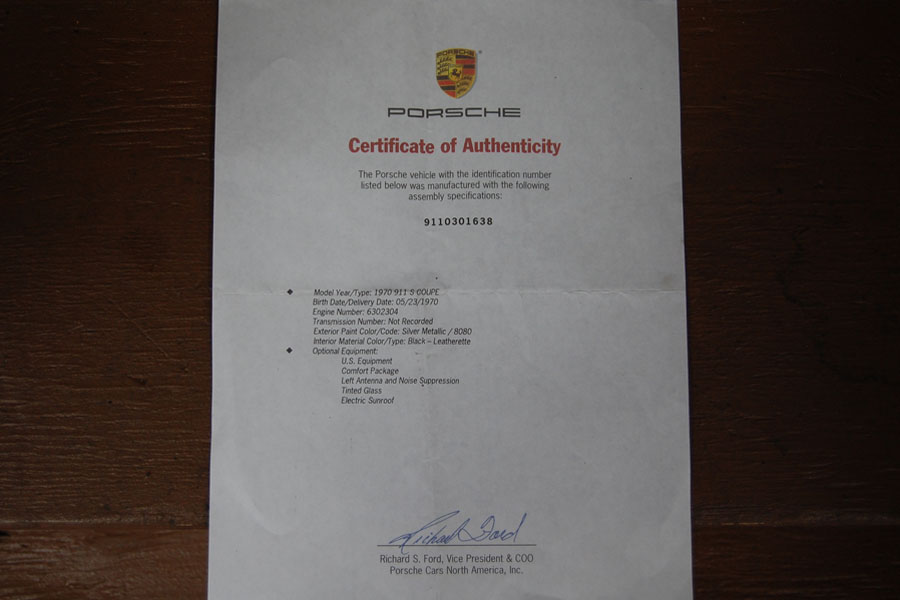 PORSCHE
PORSCHE
Certificate of Authenticity
The Porsche vehicle with the identification number
listed below was manufactured with the following
assembly specifications:
9110301638
◆ Model Year/Type: 1970 911 S COUPE
Birth Date/Delivery Date: 05/23/1970
Engine Number: 6302304
Transmission Number: Not Recorded
Exterior Paint Color/Code: Silver Metallic / 8080
Interior Material Color/Type: Black – Leatherette
◆ Optional Equipment:
U.S. Equipment
Comfort Package
Left Antenna and Noise Suppression
Tinted Glass
Electric Sunroof
Richard Ford
Richard S. Ford, Vice President & COO
Porsche Cars North America, Inc.